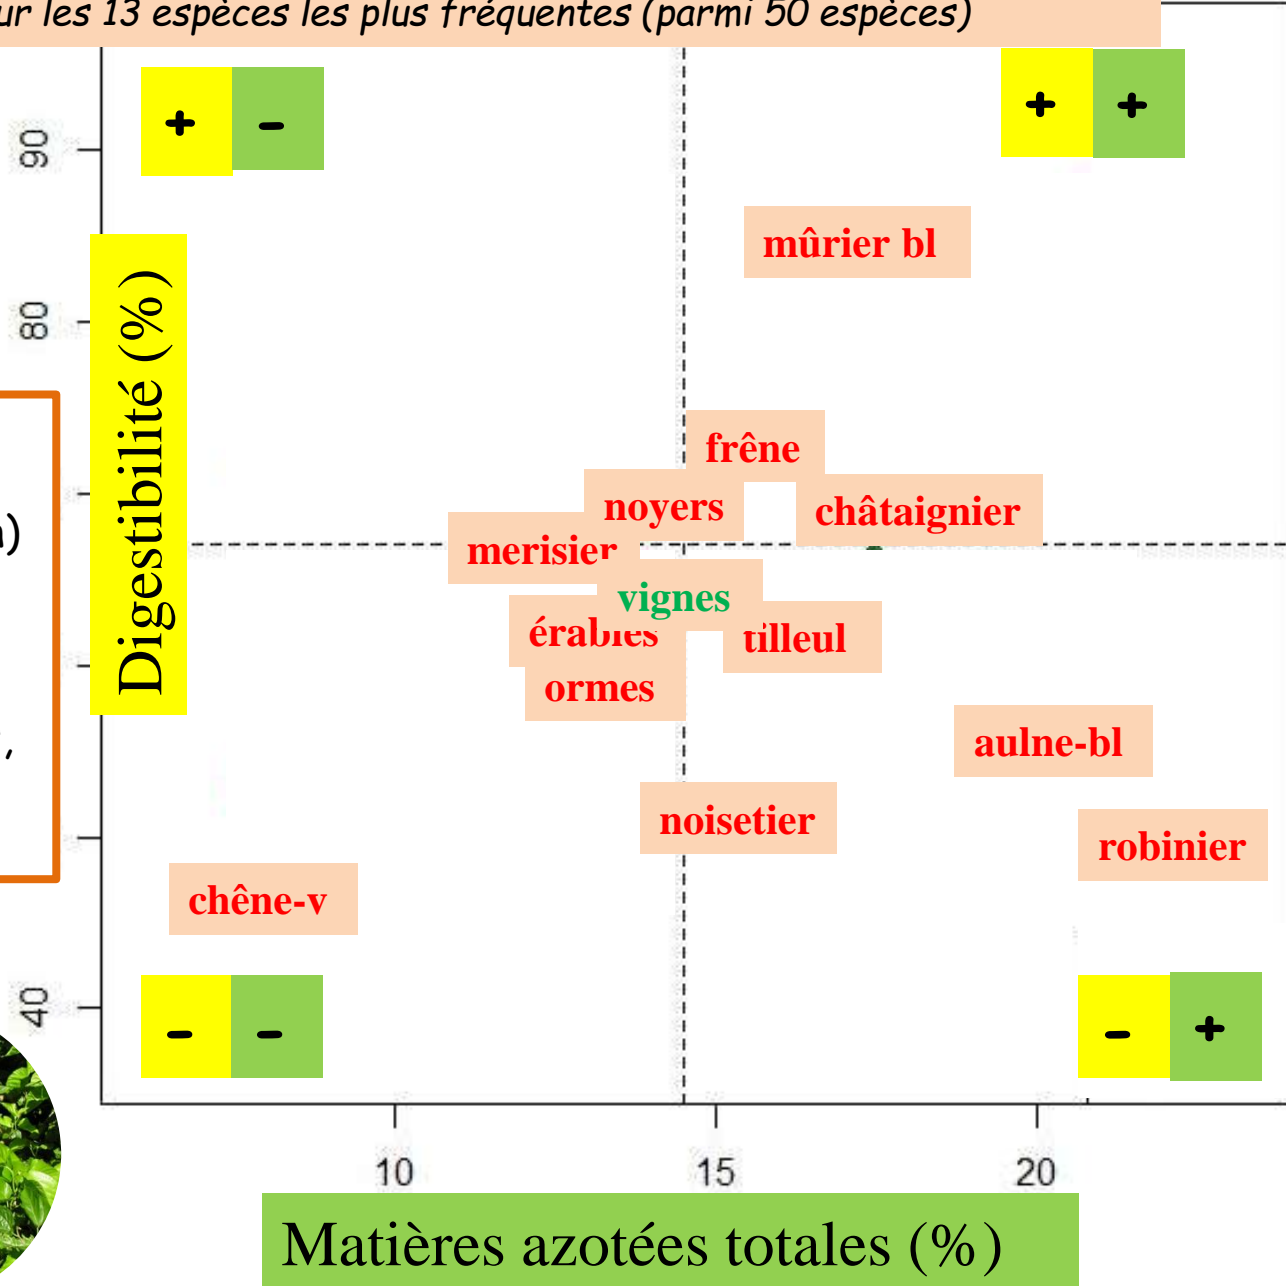 ur les 13 espèces les plus fréquentes (parmi 50 espèces)
+ -
+ +
90
mûrier bl
80
Digestibilité (%)
frêne
noyers
châtaignier
)
merisier
vignes
érables
tilleul
ormes
,
aulne-bl
noisetier
robinier
chêne-v
40
- -
- +
10 15 20
Matières azotées totales (%)